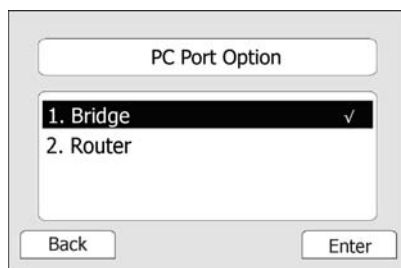 PC Port Option
1. Bridge √
2. Router
Back Enter